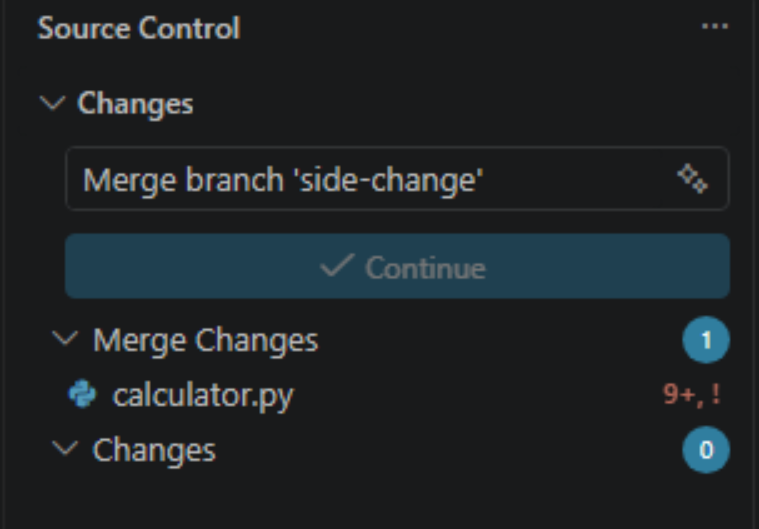 Source Control ...
Changes
Merge branch 'side-change'
Continue
Merge Changes 1
calculator.py 9+, !
Changes 0